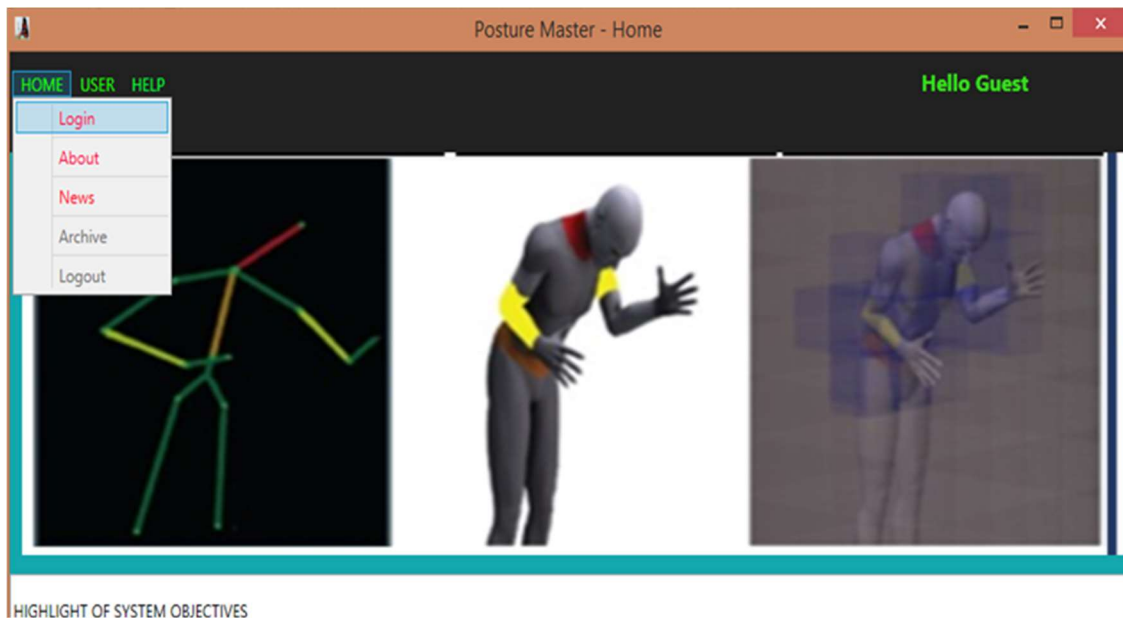 Posture Master - Home
HOME USER HELP
Hello Guest
Login
About
News
Archive
Logout
HIGHLIGHT OF SYSTEM OBJECTIVES